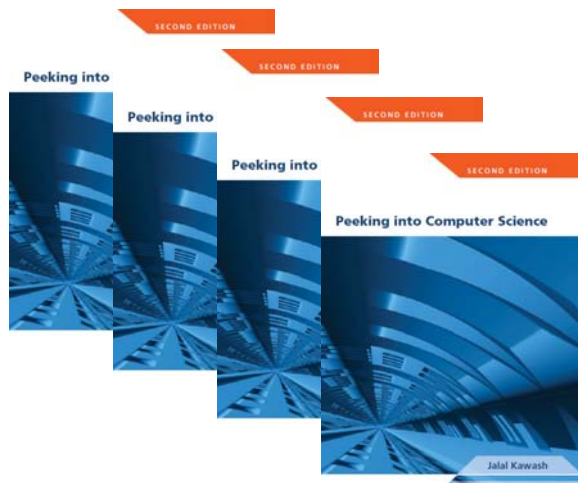 SECOND EDITION
Peeking into
SECOND EDITION
Peeking into
SECOND EDITION
Peeking into
SECOND EDITION
Peeking into Computer Science
Jalal Kawash